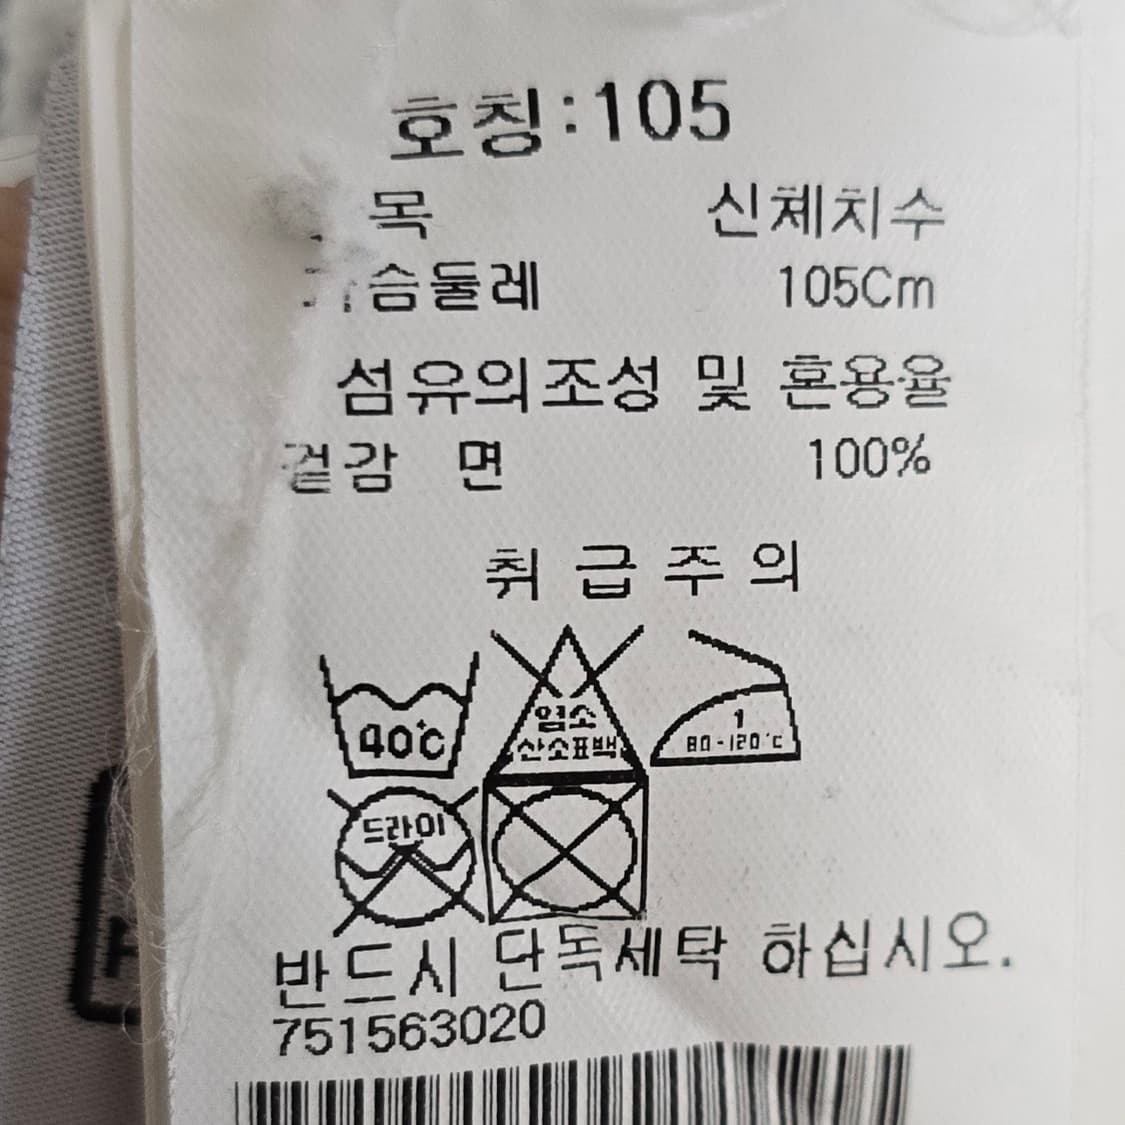 호칭:105
목 신체치수
슴둘레 105Cm
섬유의조성 및 혼용율
겉감 면 100%
취급주의
40℃
염소
산소표백
1
80-120℃
드라이
반드시 단독세탁 하십시오.
751563020